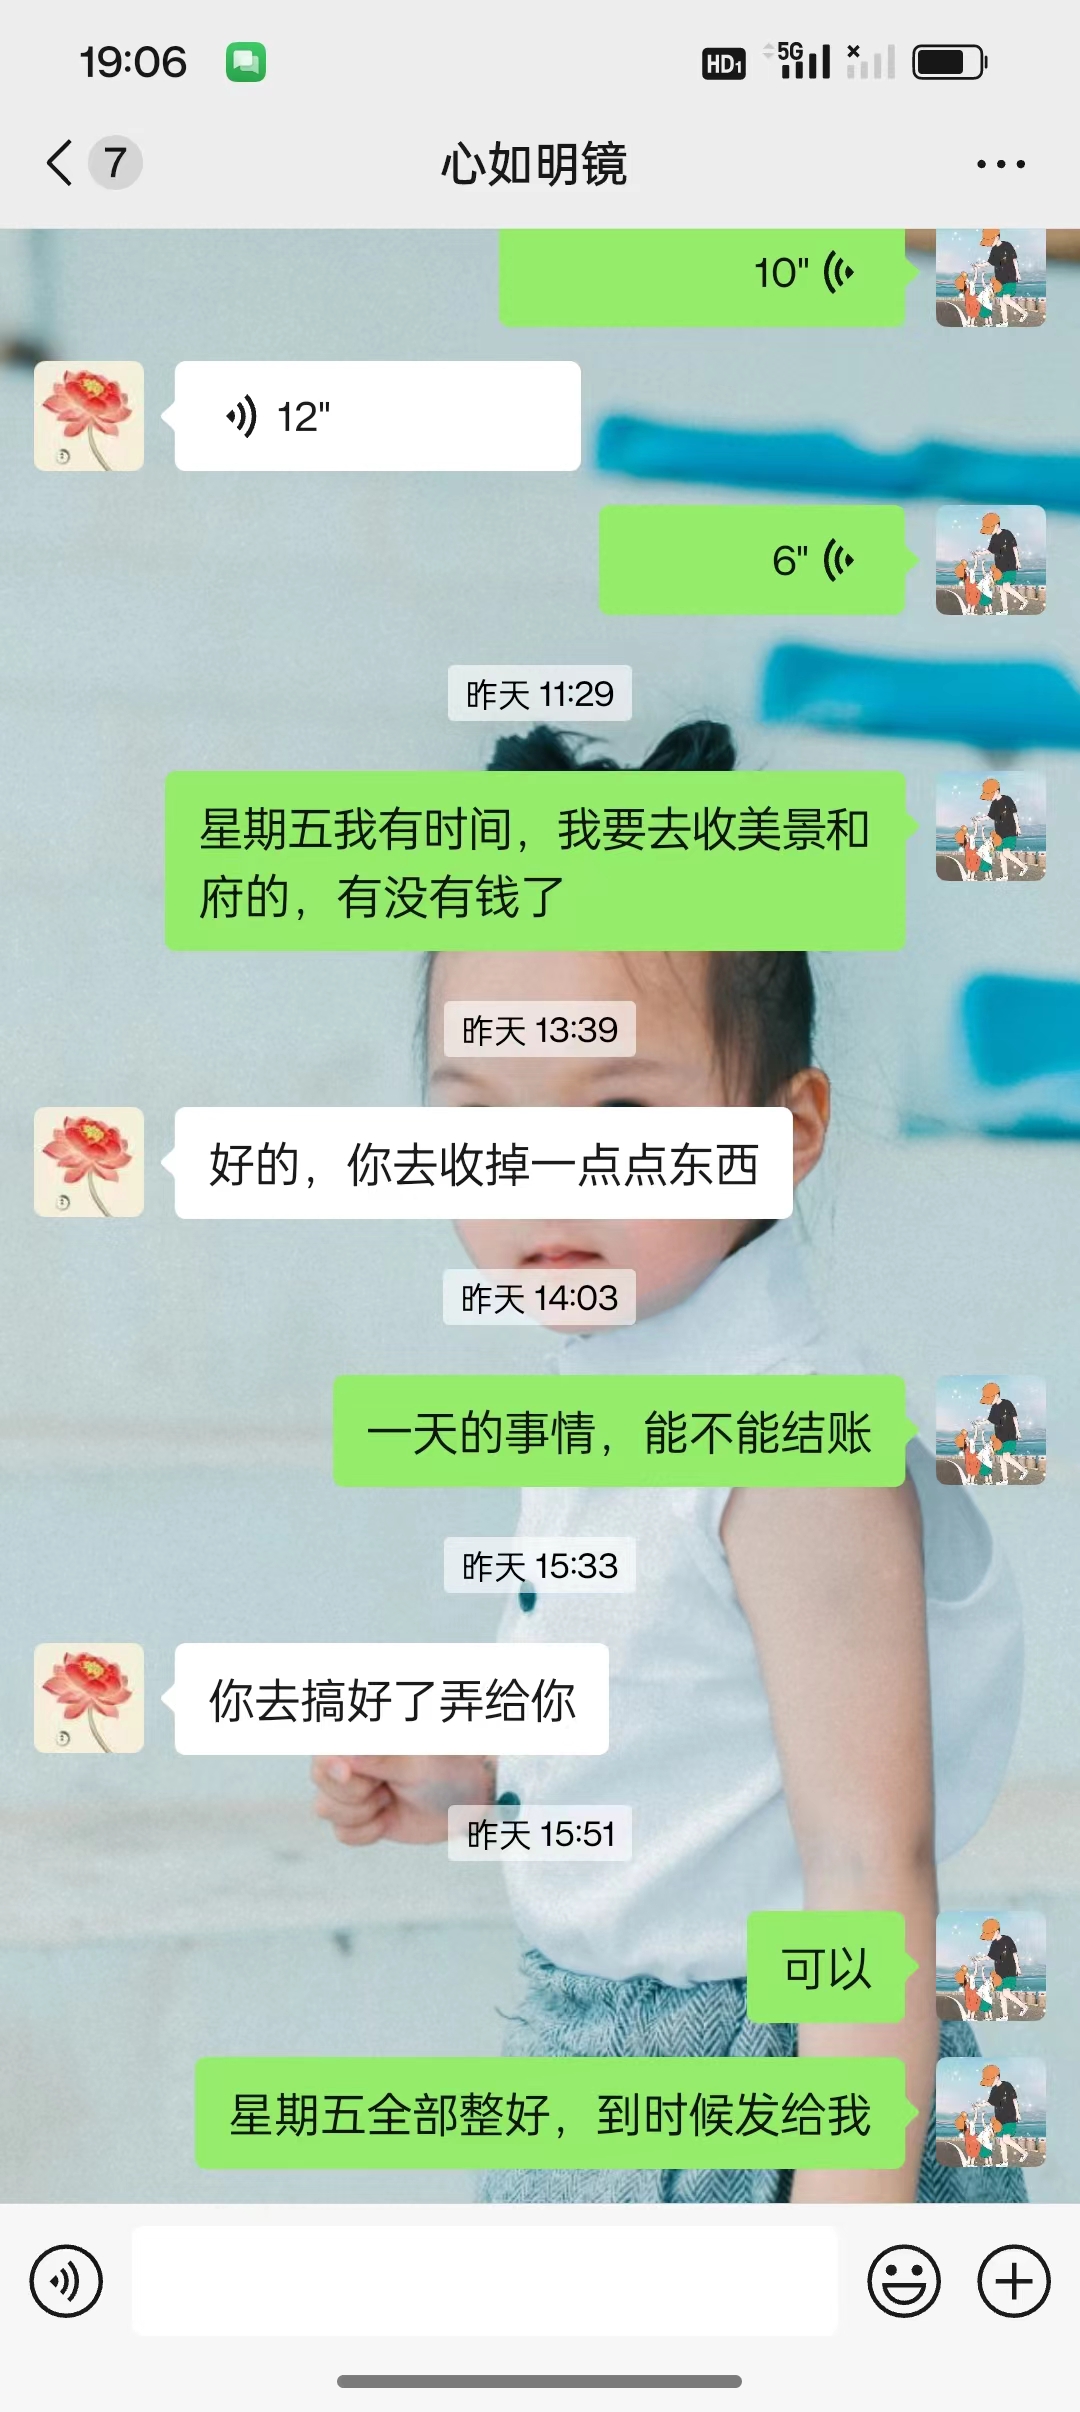 19:06
HD1
5G
7
心如明镜
10"
12"
6"
昨天 11:29
星期五我有时间，我要去收美景和
府的，有没有钱了
昨天 13:39
好的，你去收掉一点点东西
昨天 14:03
一天的事情，能不能结账
昨天 15:33
你去搞好了弄给你
昨天 15:51
可以
星期五全部整好，到时候发给我